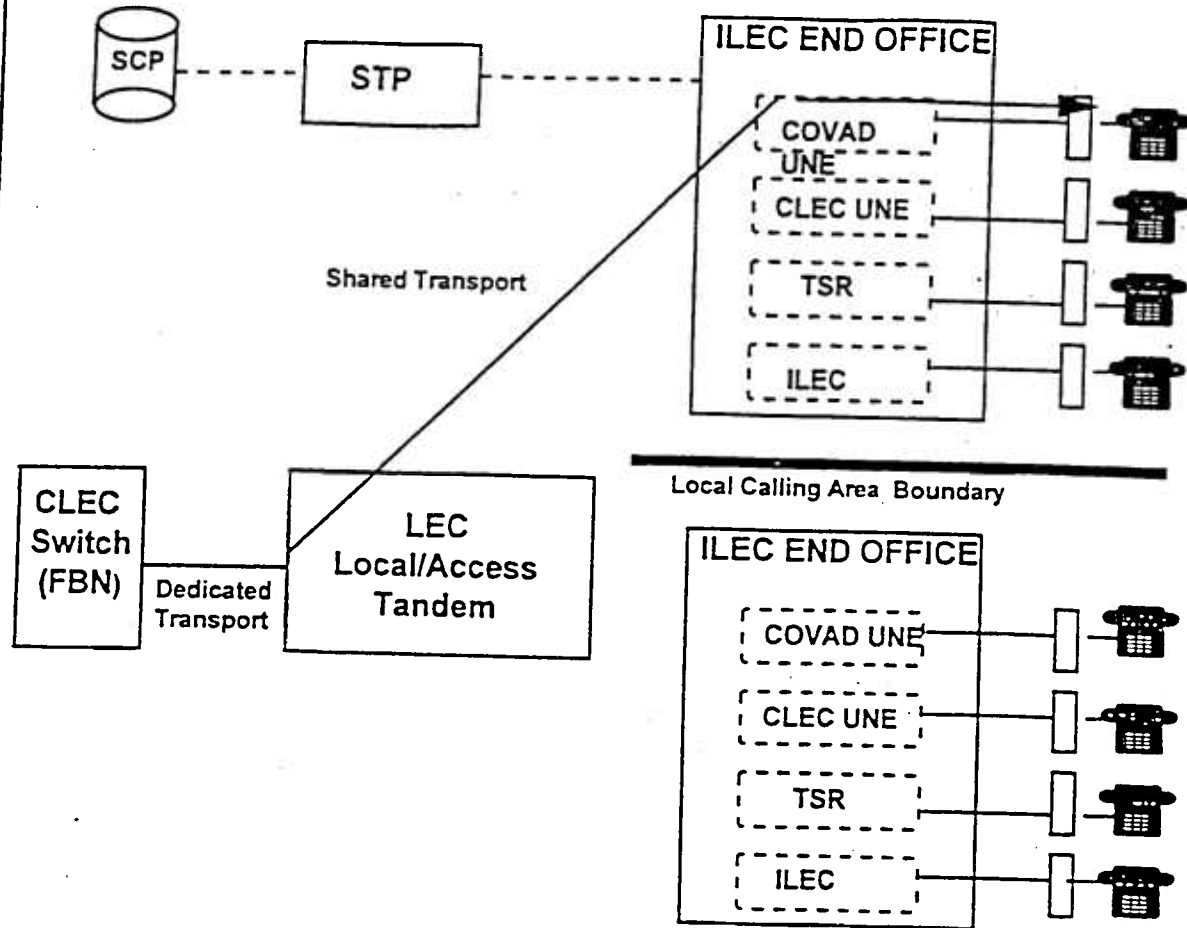 SCP
STP
ILEC END OFFICE
COVAD
UNE
CLEC UNE
TSR
ILEC
Shared Transport
Local Calling Area Boundary
CLEC
Switch
(FBN)
Dedicated
Transport
LEC
Local/Access
Tandem
ILEC END OFFICE
COVAD UNE
CLEC UNE
TSR
ILEC